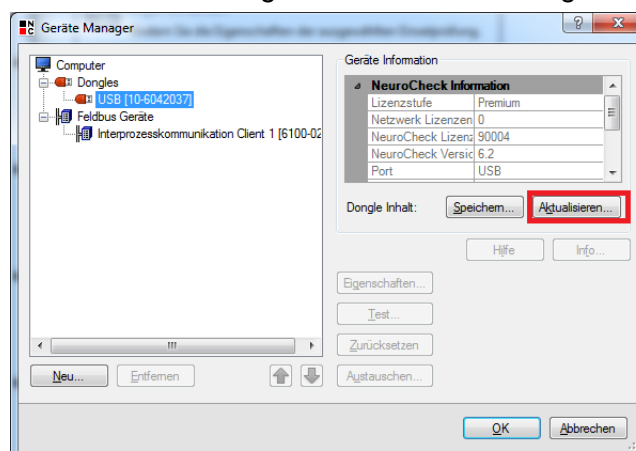 Geräte Manager
Computer
Dongles
USB [10-6042037]
Feldbus Geräte
Interprozesskommunikation Client 1 [6100-02
Neu...
Entfernen
Geräte Information
NeuroCheck Information
Lizenzstufe Premium
Netzwerk Lizenzen 0
NeuroCheck Lizenz 90004
NeuroCheck Versic 6.2
Port USB
Dongle Inhalt: Speichern... Aktualisieren...
Hilfe Info...
Eigenschaften...
Test...
Zurücksetzen
Austauschen...
OK Abbrechen